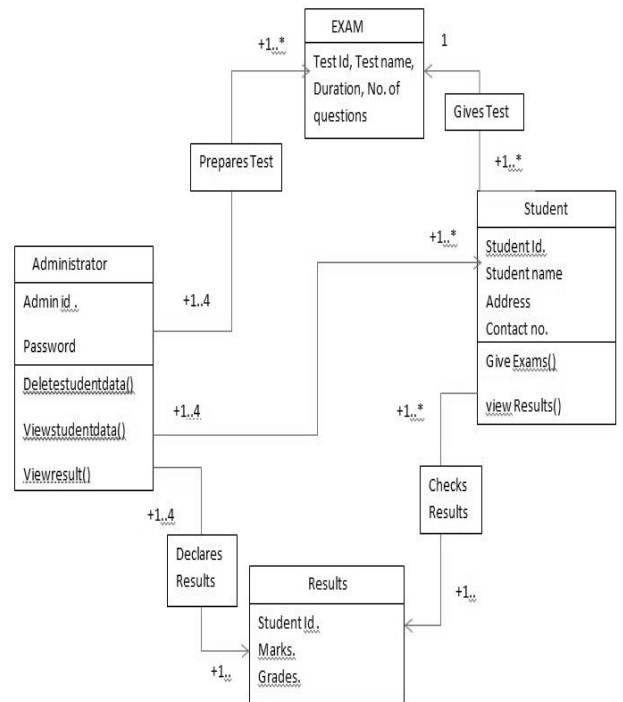 EXAM
+1..*
1
Test Id, Test name,
Duration, No. of
questions
Gives Test
Prepares Test
+1..*
Student
+1..*
Student Id.
Student name
Address
Contact no.
Give Exams()
view Results()
Administrator
Admin id .
Password
Deletestudentdata()
Viewstudentdata()
Viewresult()
+1..4
+1..4
+1..*
+1..4
Checks
Results
Declares
Results
+1..
Results
Student Id .
Marks.
Grades.
+1..